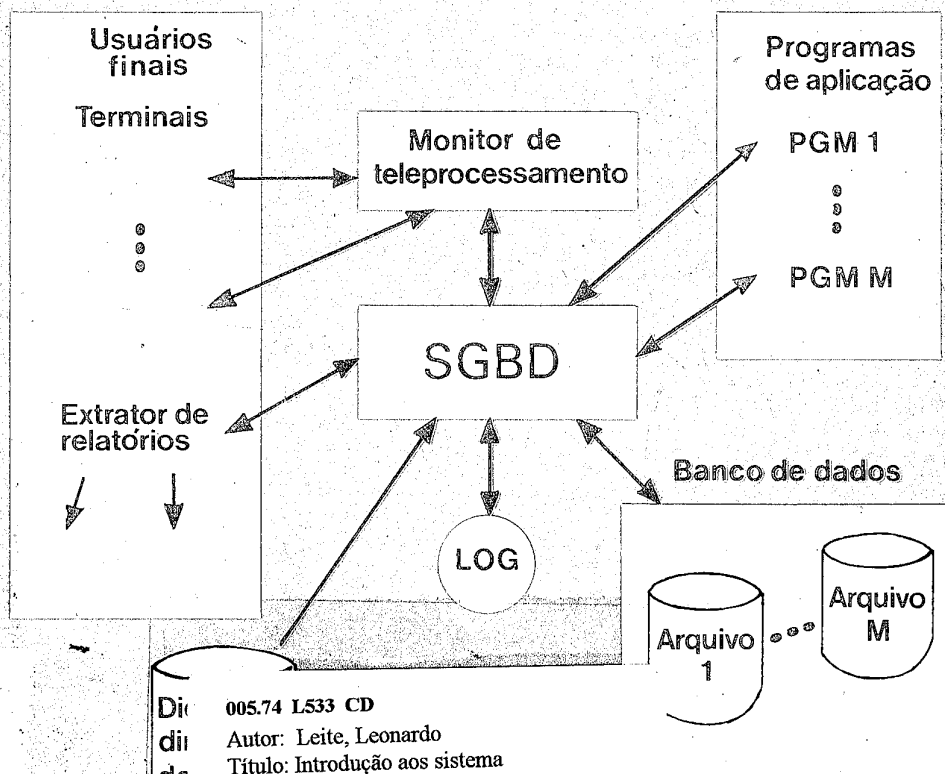 Usuários
finais
Terminais
Monitor de
teleprocessamento
Programas
de aplicação
PGM 1
PGM M
SGBD
Extrator de
relatórios
LOG
Banco de dados
Arquivo
1
Arquivo
M
005.74 L533 CD
Autor: Leite, Leonardo
Título: Introdução aos sistema